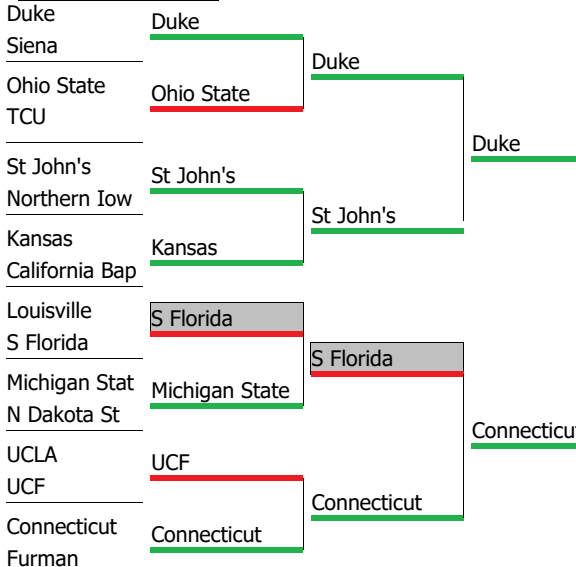 Duke
Siena
Ohio State
TCU
St John's
Northern Iow
Kansas
California Bap
Louisville
S Florida
Michigan Stat
N Dakota St
UCLA
UCF
Connecticut
Furman
Duke
Ohio State
St John's
Kansas
S Florida
Michigan State
UCF
Connecticut
Duke
St John's
S Florida
Connecticut
Duke
Connecticut